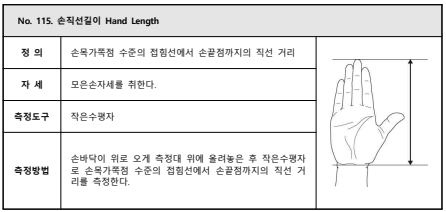 No. 115. 손직선길이 Hand Length
정 의
손목가쪽점 수준의 접힘선에서 손끝점까지의 직선 거리
자 세
모은손자세를 취한다.
측정도구
작은수평자
측정방법
손바닥이 위로 오게 측정대 위에 올려놓은 후 작은수평자
로 손목가쪽점 수준의 접힘선에서 손끝점까지의 직선 거
리를 측정한다.